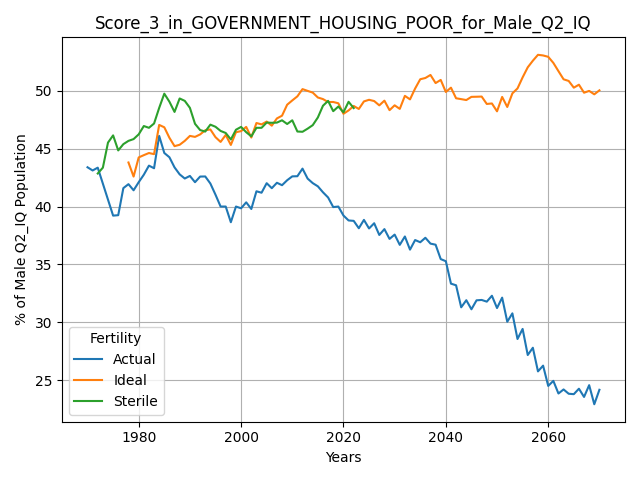 Score_3_in_GOVERNMENT_HOUSING_POOR_for_Male_Q2_IQ
% of Male Q2_IQ Population
50
45
40
35
30
25
Fertility
Actual
Ideal
Sterile
1980
2000
2020
2040
2060
Years